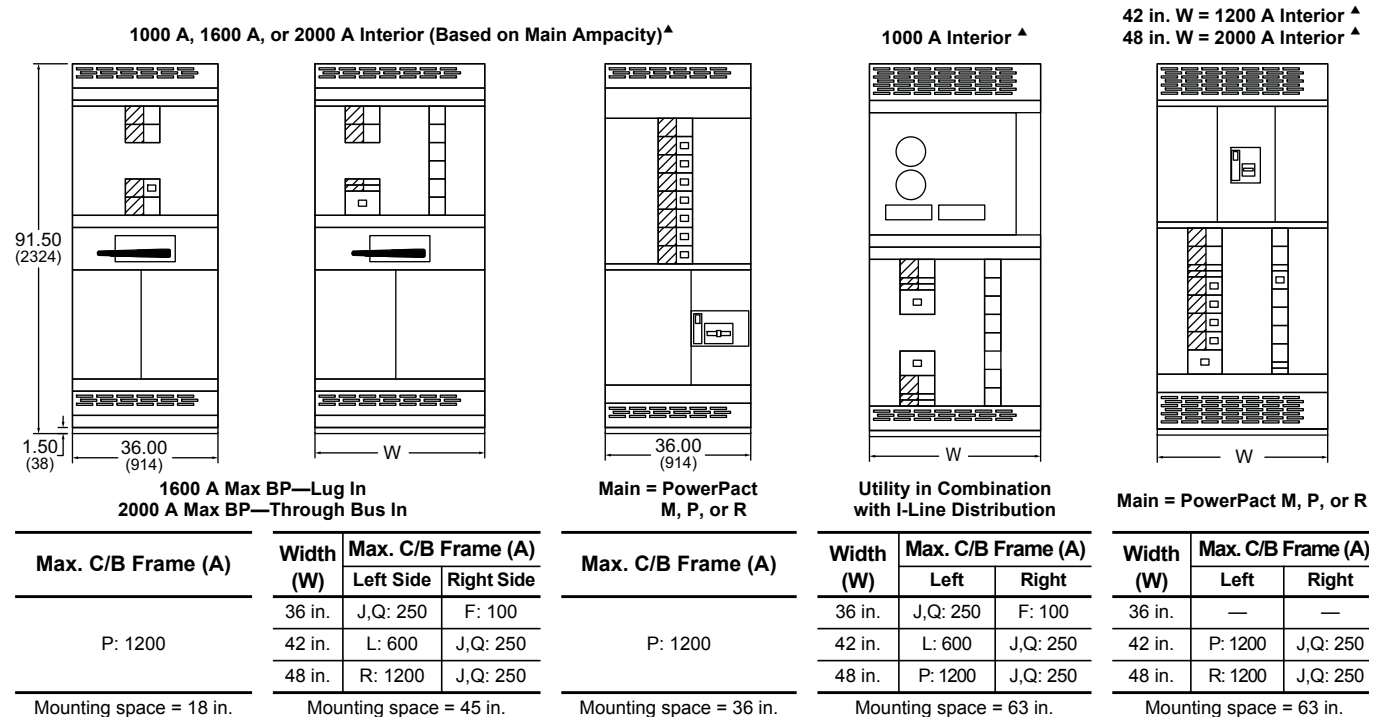 1000 A, 1600 A, or 2000 A Interior (Based on Main Ampacity)▲
1000 A Interior ▲
42 in. W = 1200 A Interior ▲
48 in. W = 2000 A Interior ▲
91.50
(2324)
1.50
(38)
36.00
(914)
W
36.00
(914)
W
W
1600 A Max BP—Lug In
2000 A Max BP—Through Bus In
Main = PowerPact
M, P, or R
Utility in Combination
with I-Line Distribution
Main = PowerPact M, P, or R
Max. C/B Frame (A)
P: 1200
Mounting space = 18 in.
Width (W) Max. C/B Frame (A)
Left Side Right Side
36 in. J,Q: 250 F: 100
42 in. L: 600 J,Q: 250
48 in. R: 1200 J,Q: 250
Mounting space = 45 in.
Max. C/B Frame (A)
P: 1200
Mounting space = 36 in.
Width (W) Max. C/B Frame (A)
Left Right
36 in. J,Q: 250 F: 100
42 in. L: 600 J,Q: 250
48 in. P: 1200 J,Q: 250
Mounting space = 63 in.
Width (W) Max. C/B Frame (A)
Left Right
36 in. — —
42 in. P: 1200 J,Q: 250
48 in. R: 1200 J,Q: 250
Mounting space = 63 in.